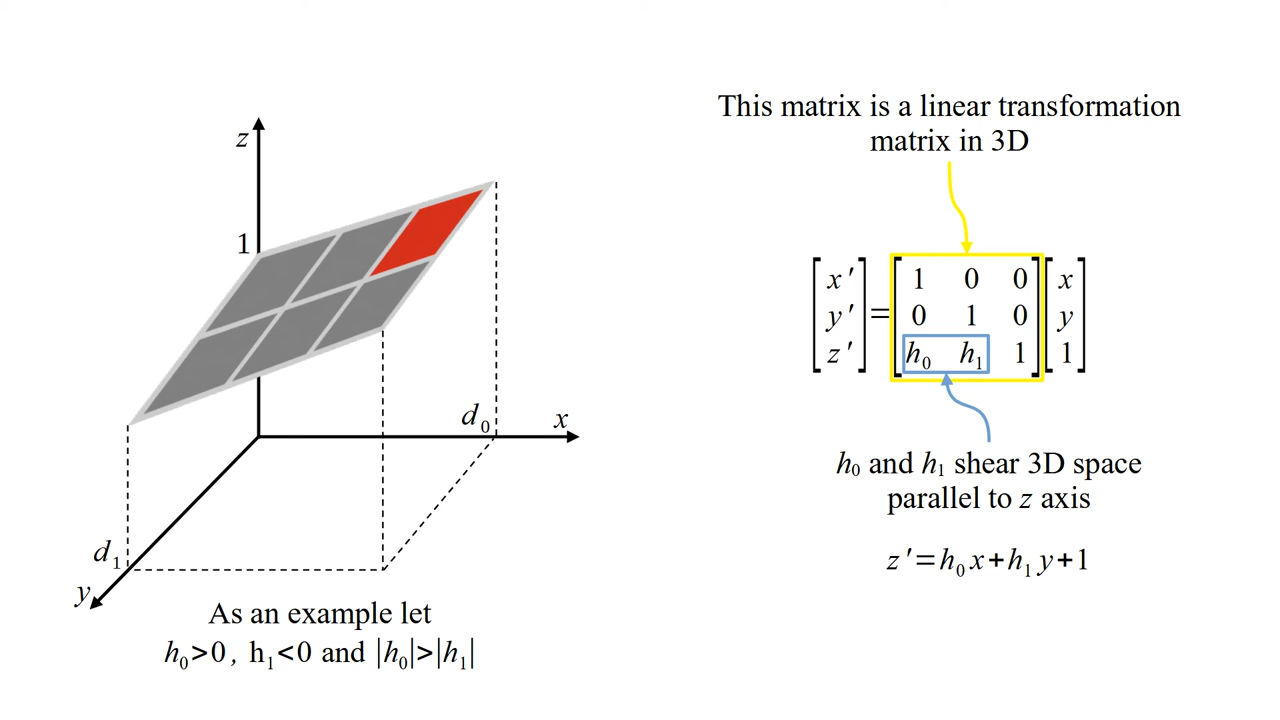 z
1
d₀
x
d₁
y
As an example let
h₀>0, h₁<0 and |h₀|>|h₁|
This matrix is a linear transformation
matrix in 3D
[x′] = [1 0 0] [x]
[y′] [0 1 0] [y]
[z′] [h₀ h₁ 1] [1]
h₀ and h₁ shear 3D space
parallel to z axis
z′=h₀x+h₁y+1